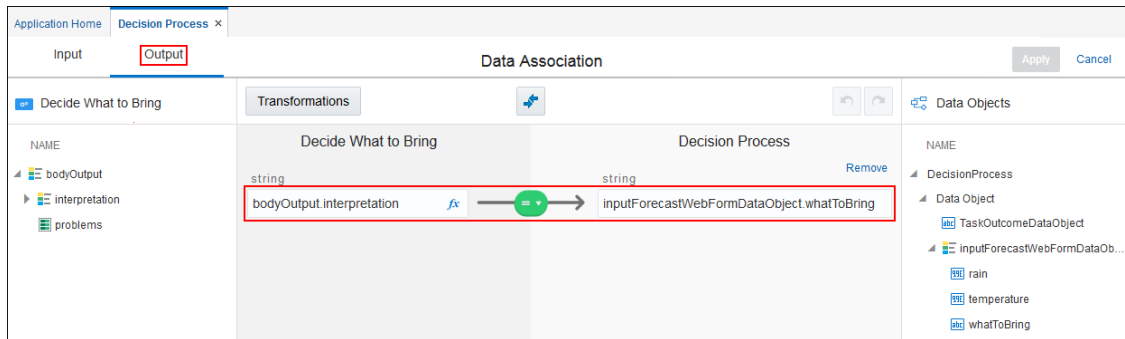 Application Home Decision Process ×
Input Output Data Association Apply Cancel
Decide What to Bring Transformations Data Objects
NAME Decide What to Bring Decision Process NAME
Remove
bodyOutput DecisionProcess
string string
interpretation bodyOutput.interpretation fx = inputForecastWebFormDataObject.whatToBring Data Object
problems abc TaskOutcomeDataObject
inputForecastWebFormDataOb...
rain
temperature
abc whatToBring